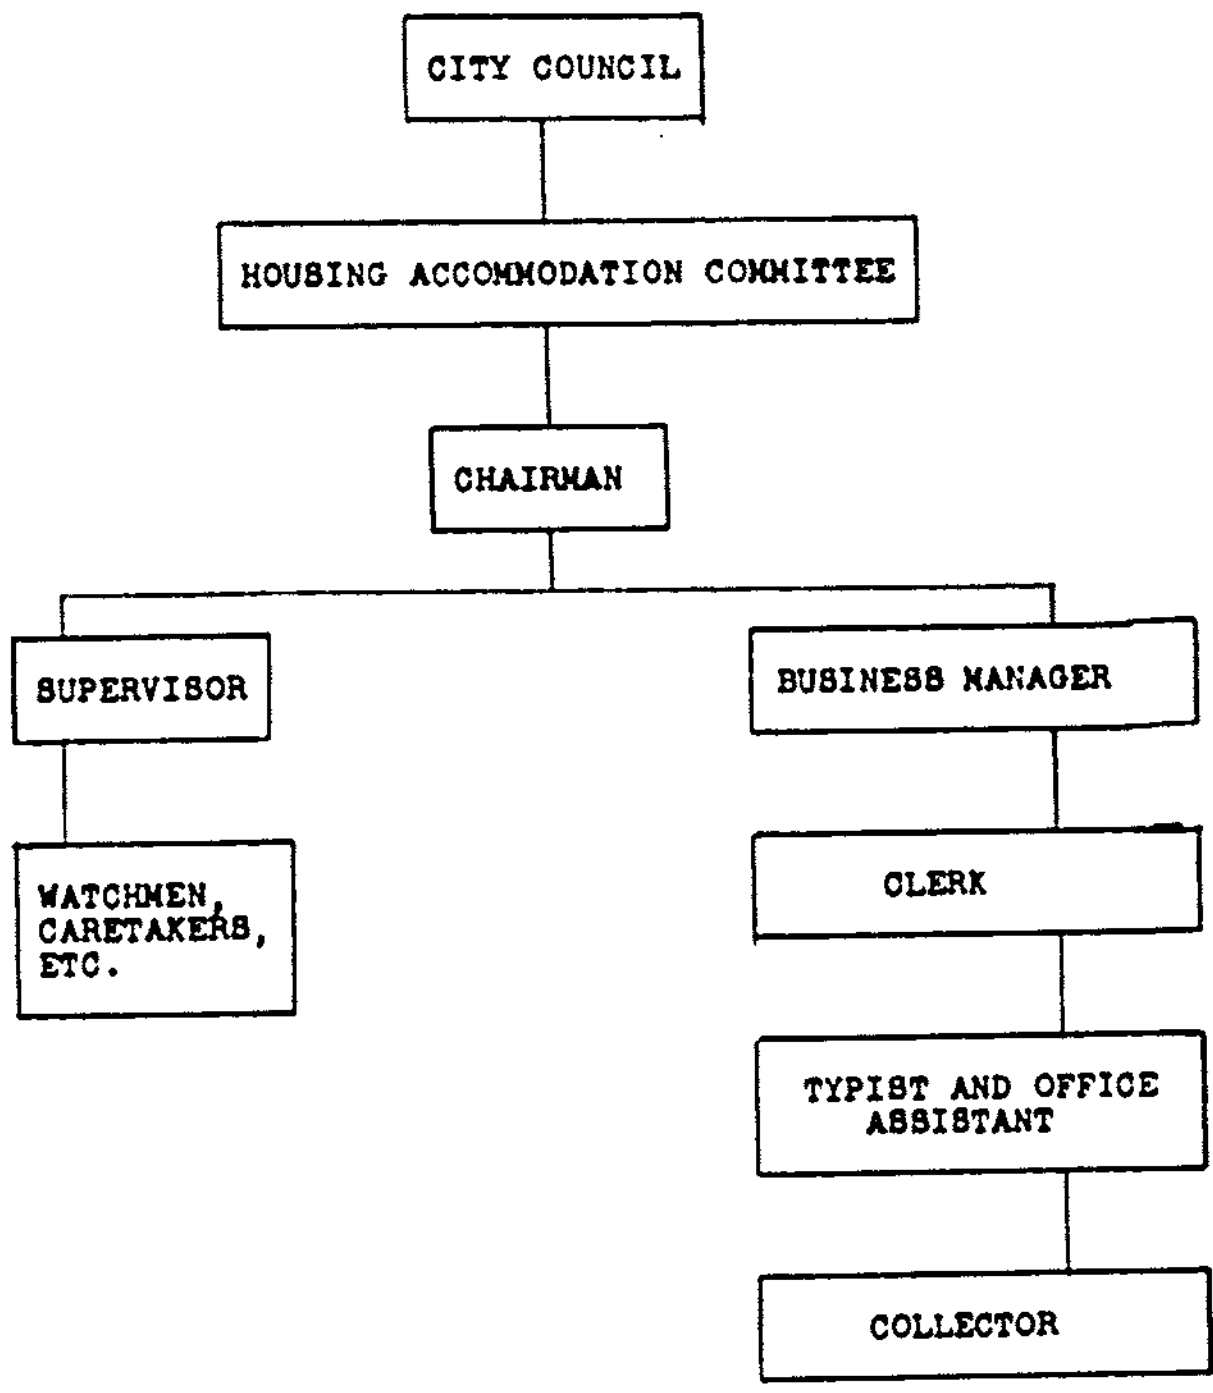 CITY COUNCIL
HOUSING ACCOMMODATION COMMITTEE
CHAIRMAN
SUPERVISOR
BUSINESS MANAGER
WATCHMEN,
CARETAKERS,
ETC.
CLERK
TYPIST AND OFFICE
ASSISTANT
COLLECTOR